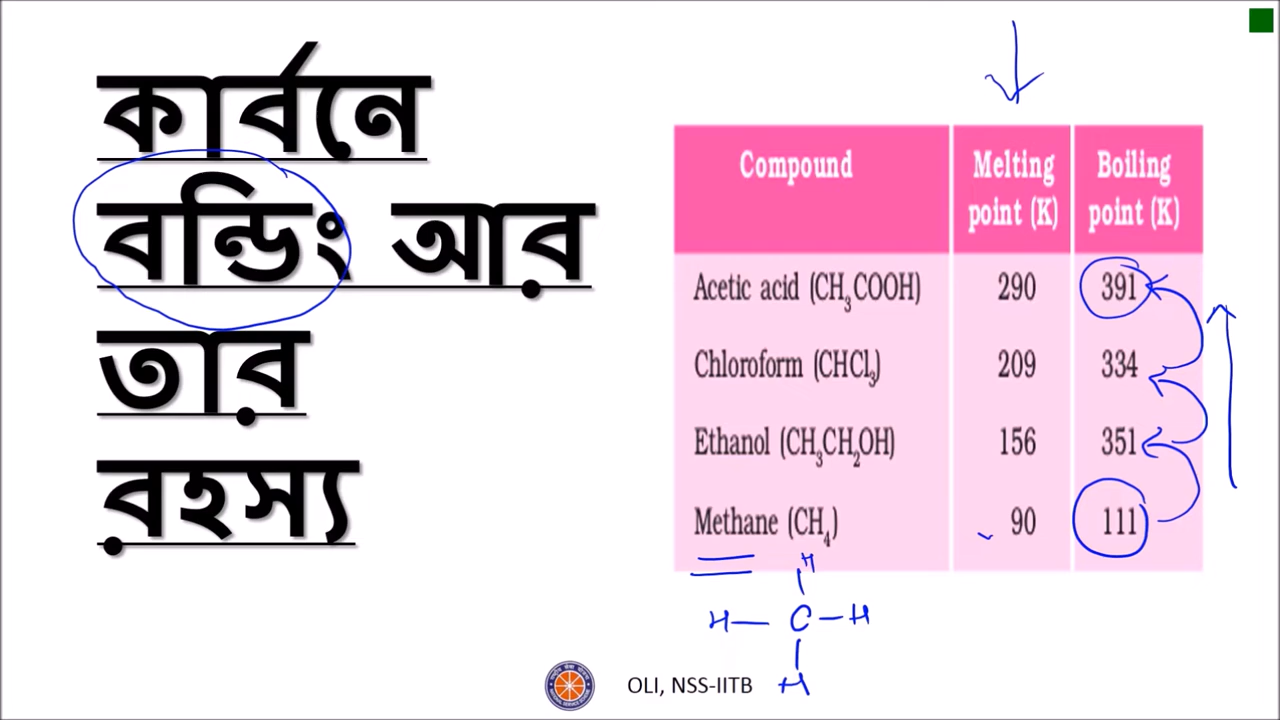 কার্বনে
বন্ডিং আর
তার
রহস্য
Compound Melting point (K) Boiling point (K)
Acetic acid (CH₃COOH) 290 391
Chloroform (CHCl₃) 209 334
Ethanol (CH₃CH₂OH) 156 351
Methane (CH₄) 90 111
H
H— C —H
H
OLI, NSS-IITB